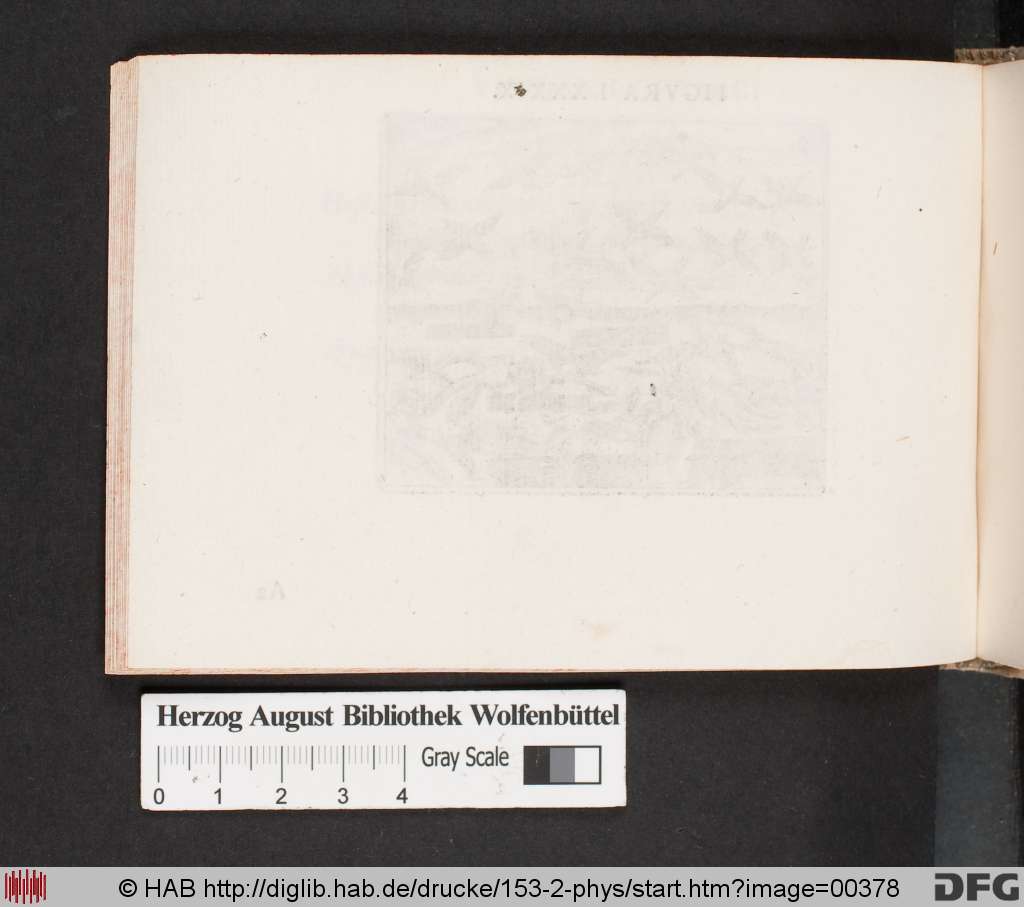 Herzog August Bibliothek Wolfenbüttel
Gray Scale
0 1 2 3 4
© HAB http://diglib.hab.de/drucke/153-2-phys/start.htm?image=00378
DFG